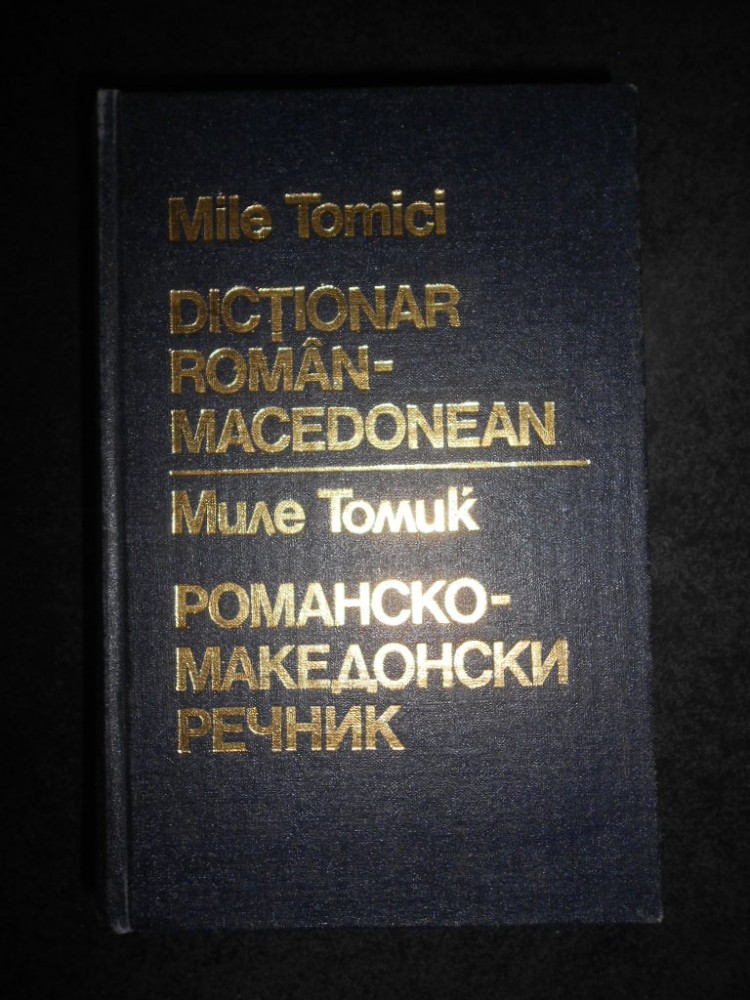 Mile Tomici
DICȚIONAR
ROMÂN-
MACEDONEAN
Миле Томиќ
РОМАНСКО-
МАКЕДОНСКИ
РЕЧНИК